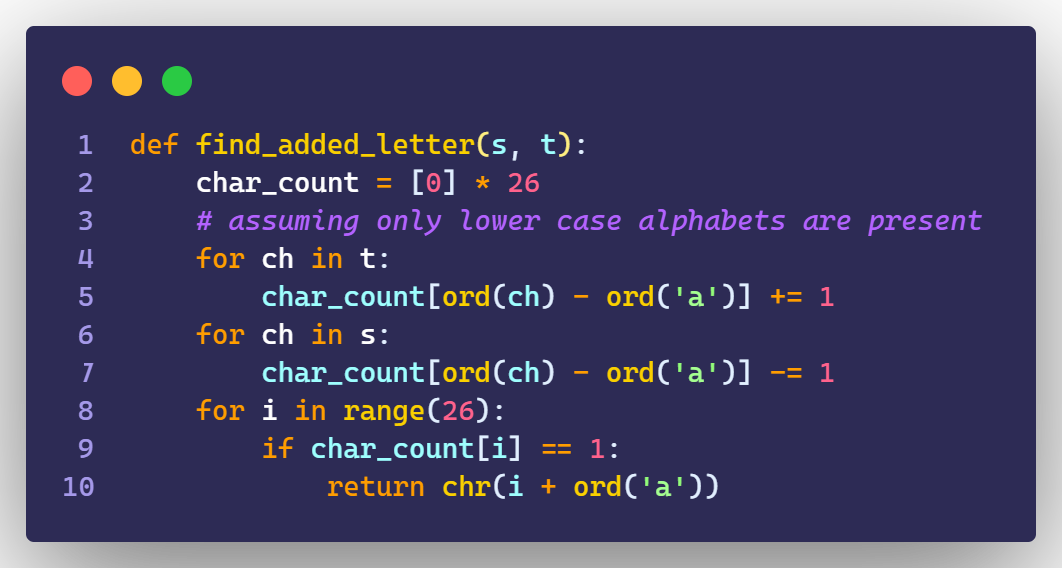 1 def find_added_letter(s, t):
2     char_count = [0] * 26
3     # assuming only lower case alphabets are present
4     for ch in t:
5         char_count[ord(ch) - ord('a')] += 1
6     for ch in s:
7         char_count[ord(ch) - ord('a')] -= 1
8     for i in range(26):
9         if char_count[i] == 1:
10             return chr(i + ord('a'))